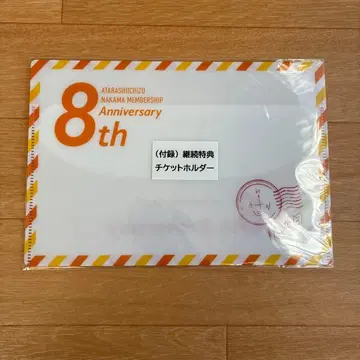 8th
ATARASHIICHIZU
NAKAMA MEMBERSHIP
Anniversary
（付録）継続特典
チケットホルダー